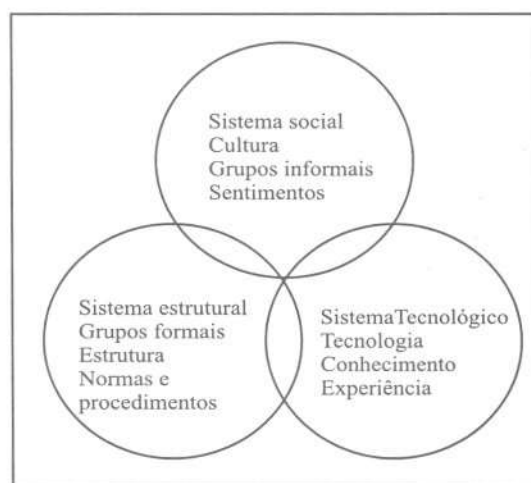 Sistema social
Cultura
Grupos informais
Sentimentos
Sistema estrutural
Grupos formais
Estrutura
Normas e
procedimentos
SistemaTecnológico
Tecnologia
Conhecimento
Experiência